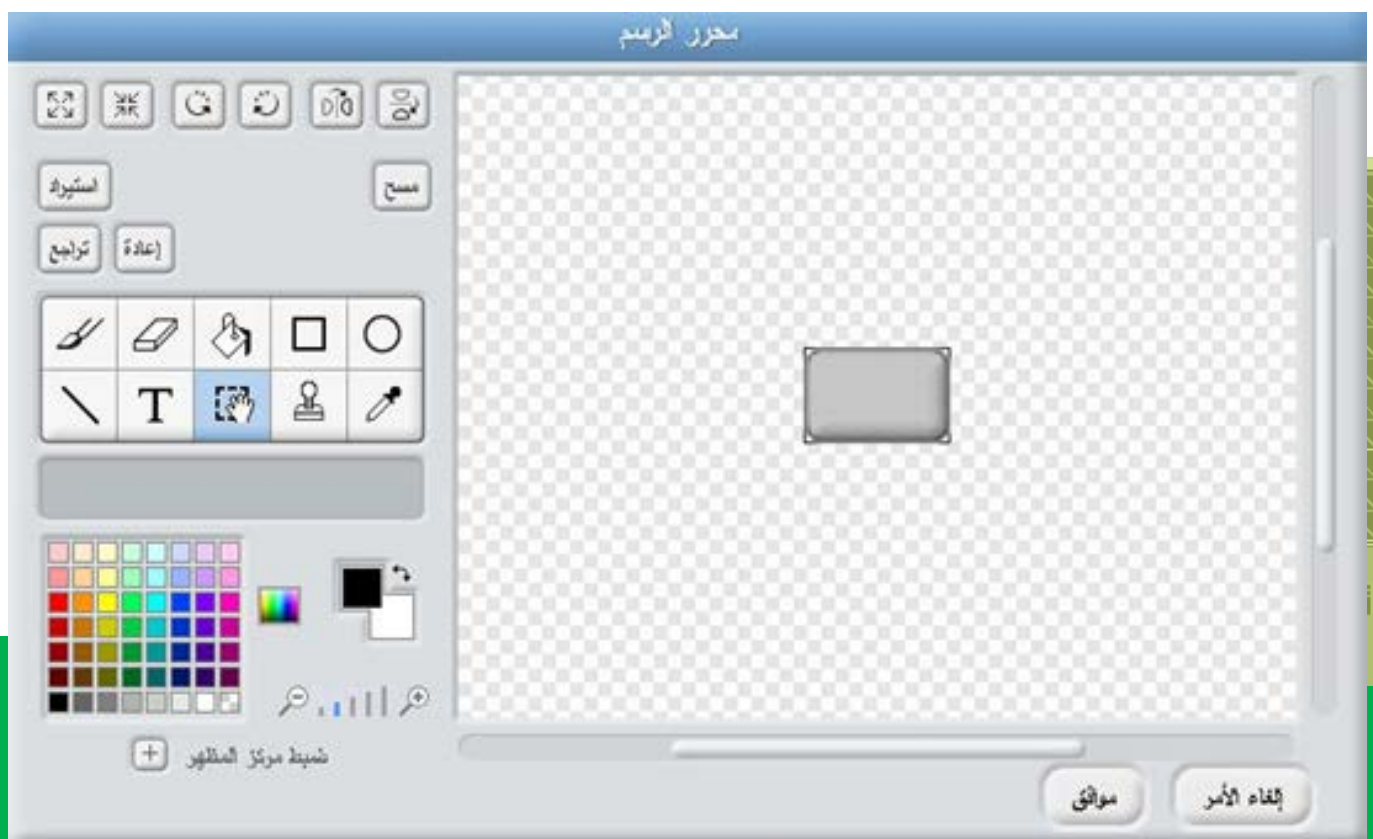 محرر الرسم
استيراد
مسح
تراجع
إعادة
T
ضبط مركز المظهر
موافق
إلغاء الأمر